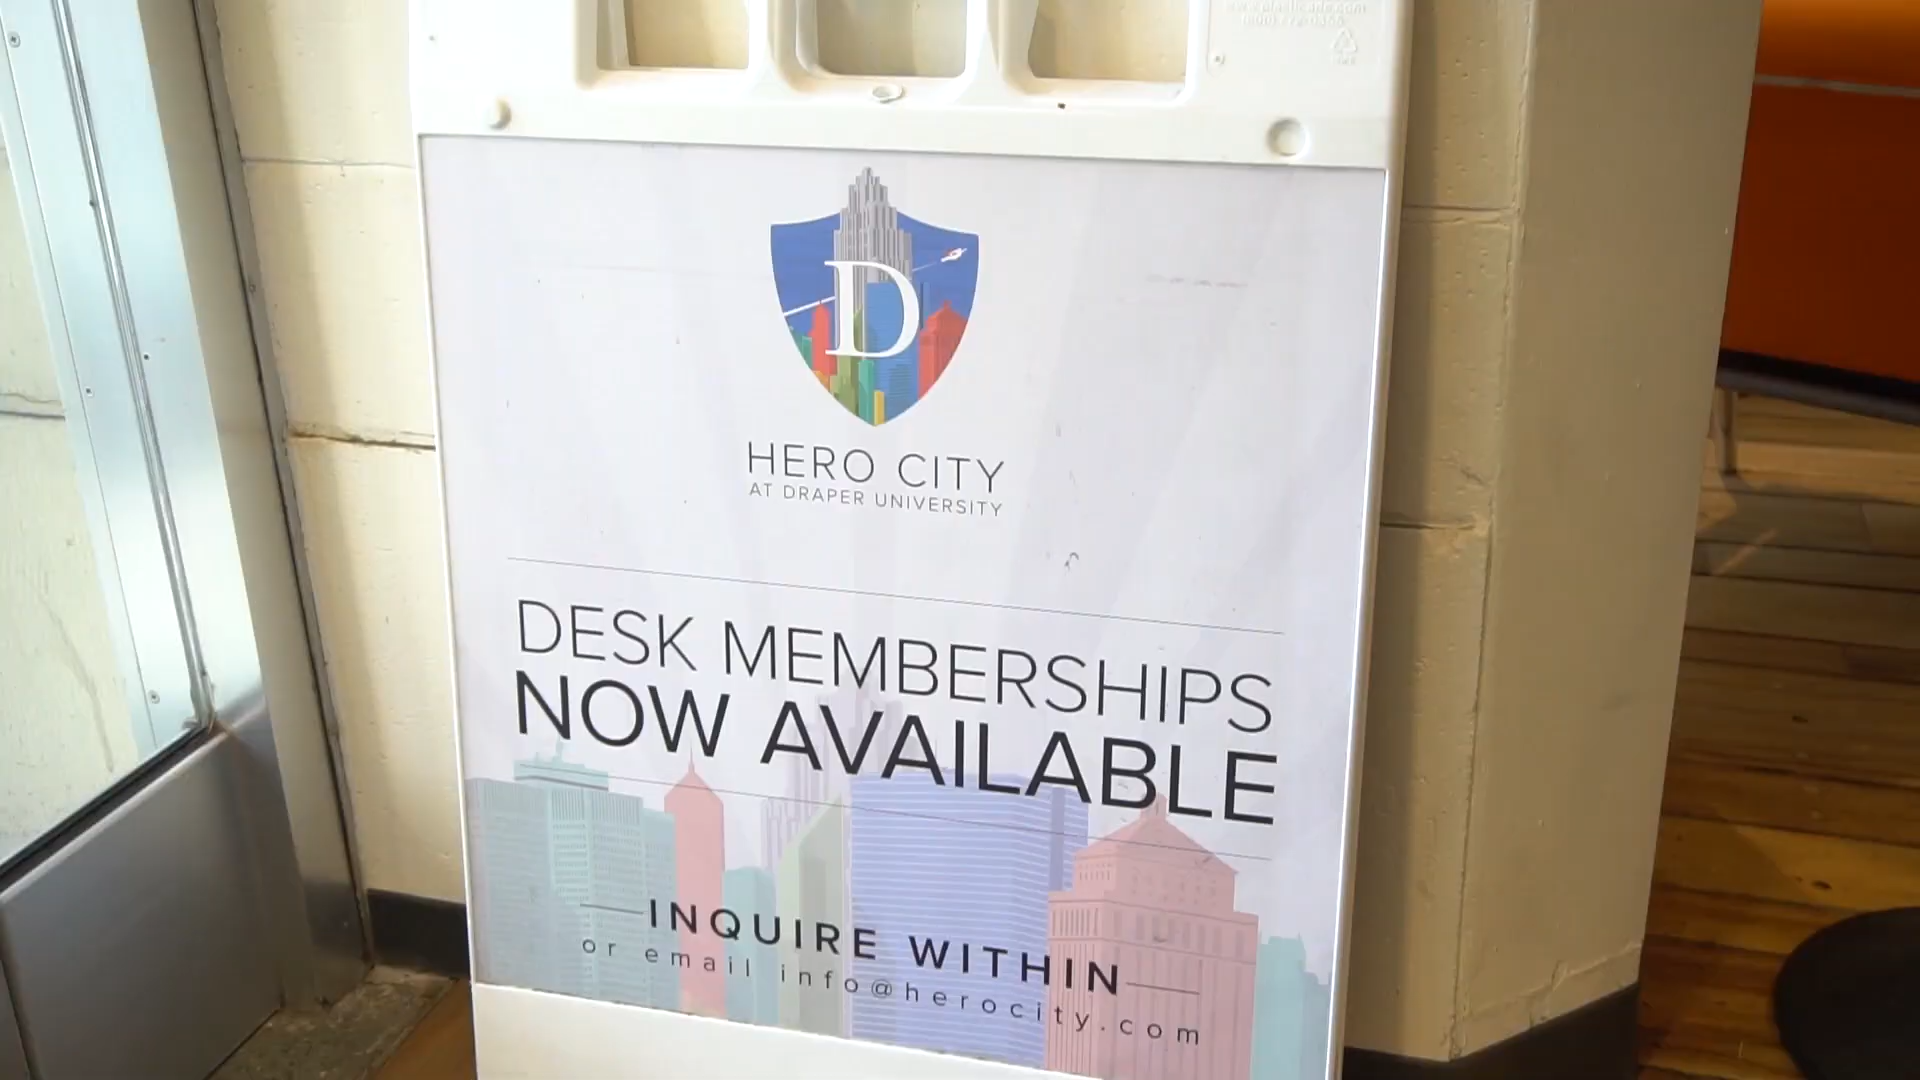 D
HERO CITY
AT DRAPER UNIVERSITY
DESK MEMBERSHIPS
NOW AVAILABLE
INQUIRE WITHIN
or email info@herocity.com